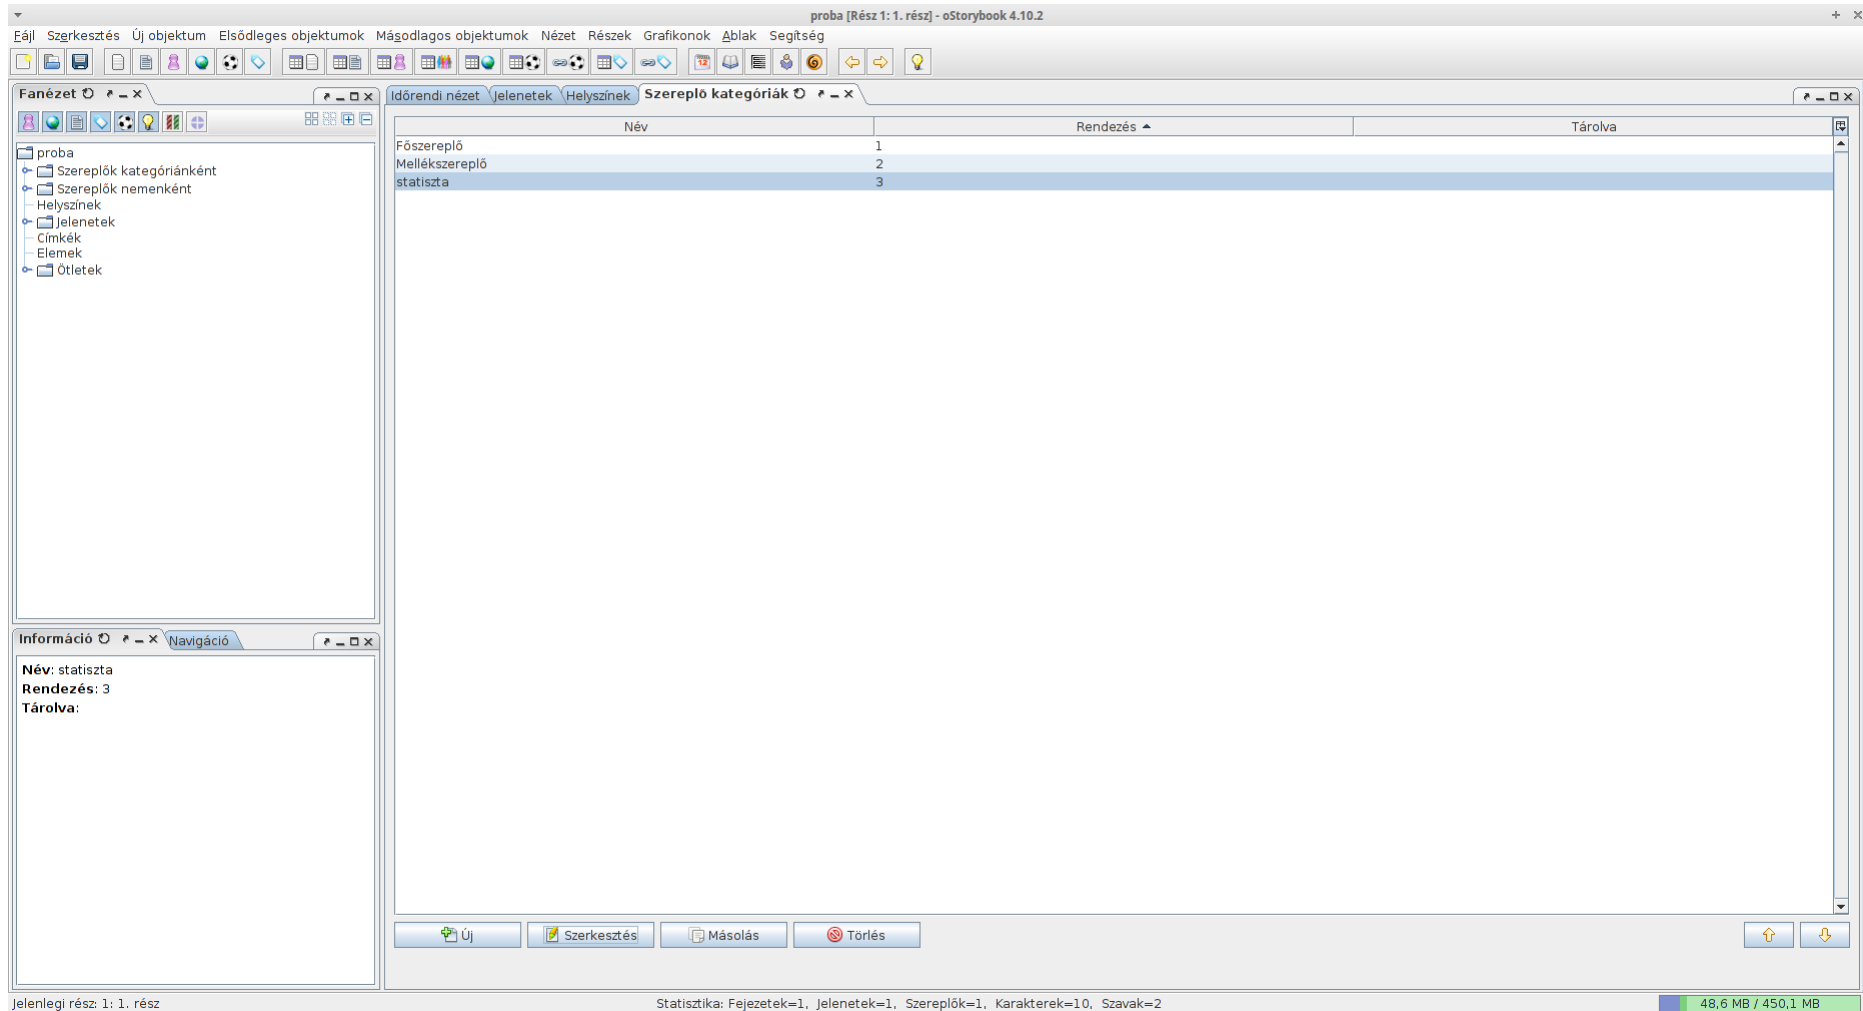 proba [Rész 1: 1. rész] - oStorybook 4.10.2
Fájl Szerkesztés Új objektum Elsődleges objektumok Másodlagos objektumok Nézet Részek Grafikonok Ablak Segítség
12
Fanézet
proba
Szereplők kategóriánként
Szereplők nemenként
Helyszínek
Jelenetek
Címkék
Elemek
Ötletek
Információ Navigáció
Név: statiszta
Rendezés: 3
Tárolva:
Időrendi nézet Jelenetek Helyszínek Szereplő kategóriák
Név Rendezés Tárolva
Főszereplő 1
Mellékszereplő 2
statiszta 3
Új Szerkesztés Másolás Törlés
Jelenlegi rész: 1: 1. rész
Statisztika: Fejezetek=1, Jelenetek=1, Szereplők=1, Karakterek=10, Szavak=2
48,6 MB / 450,1 MB